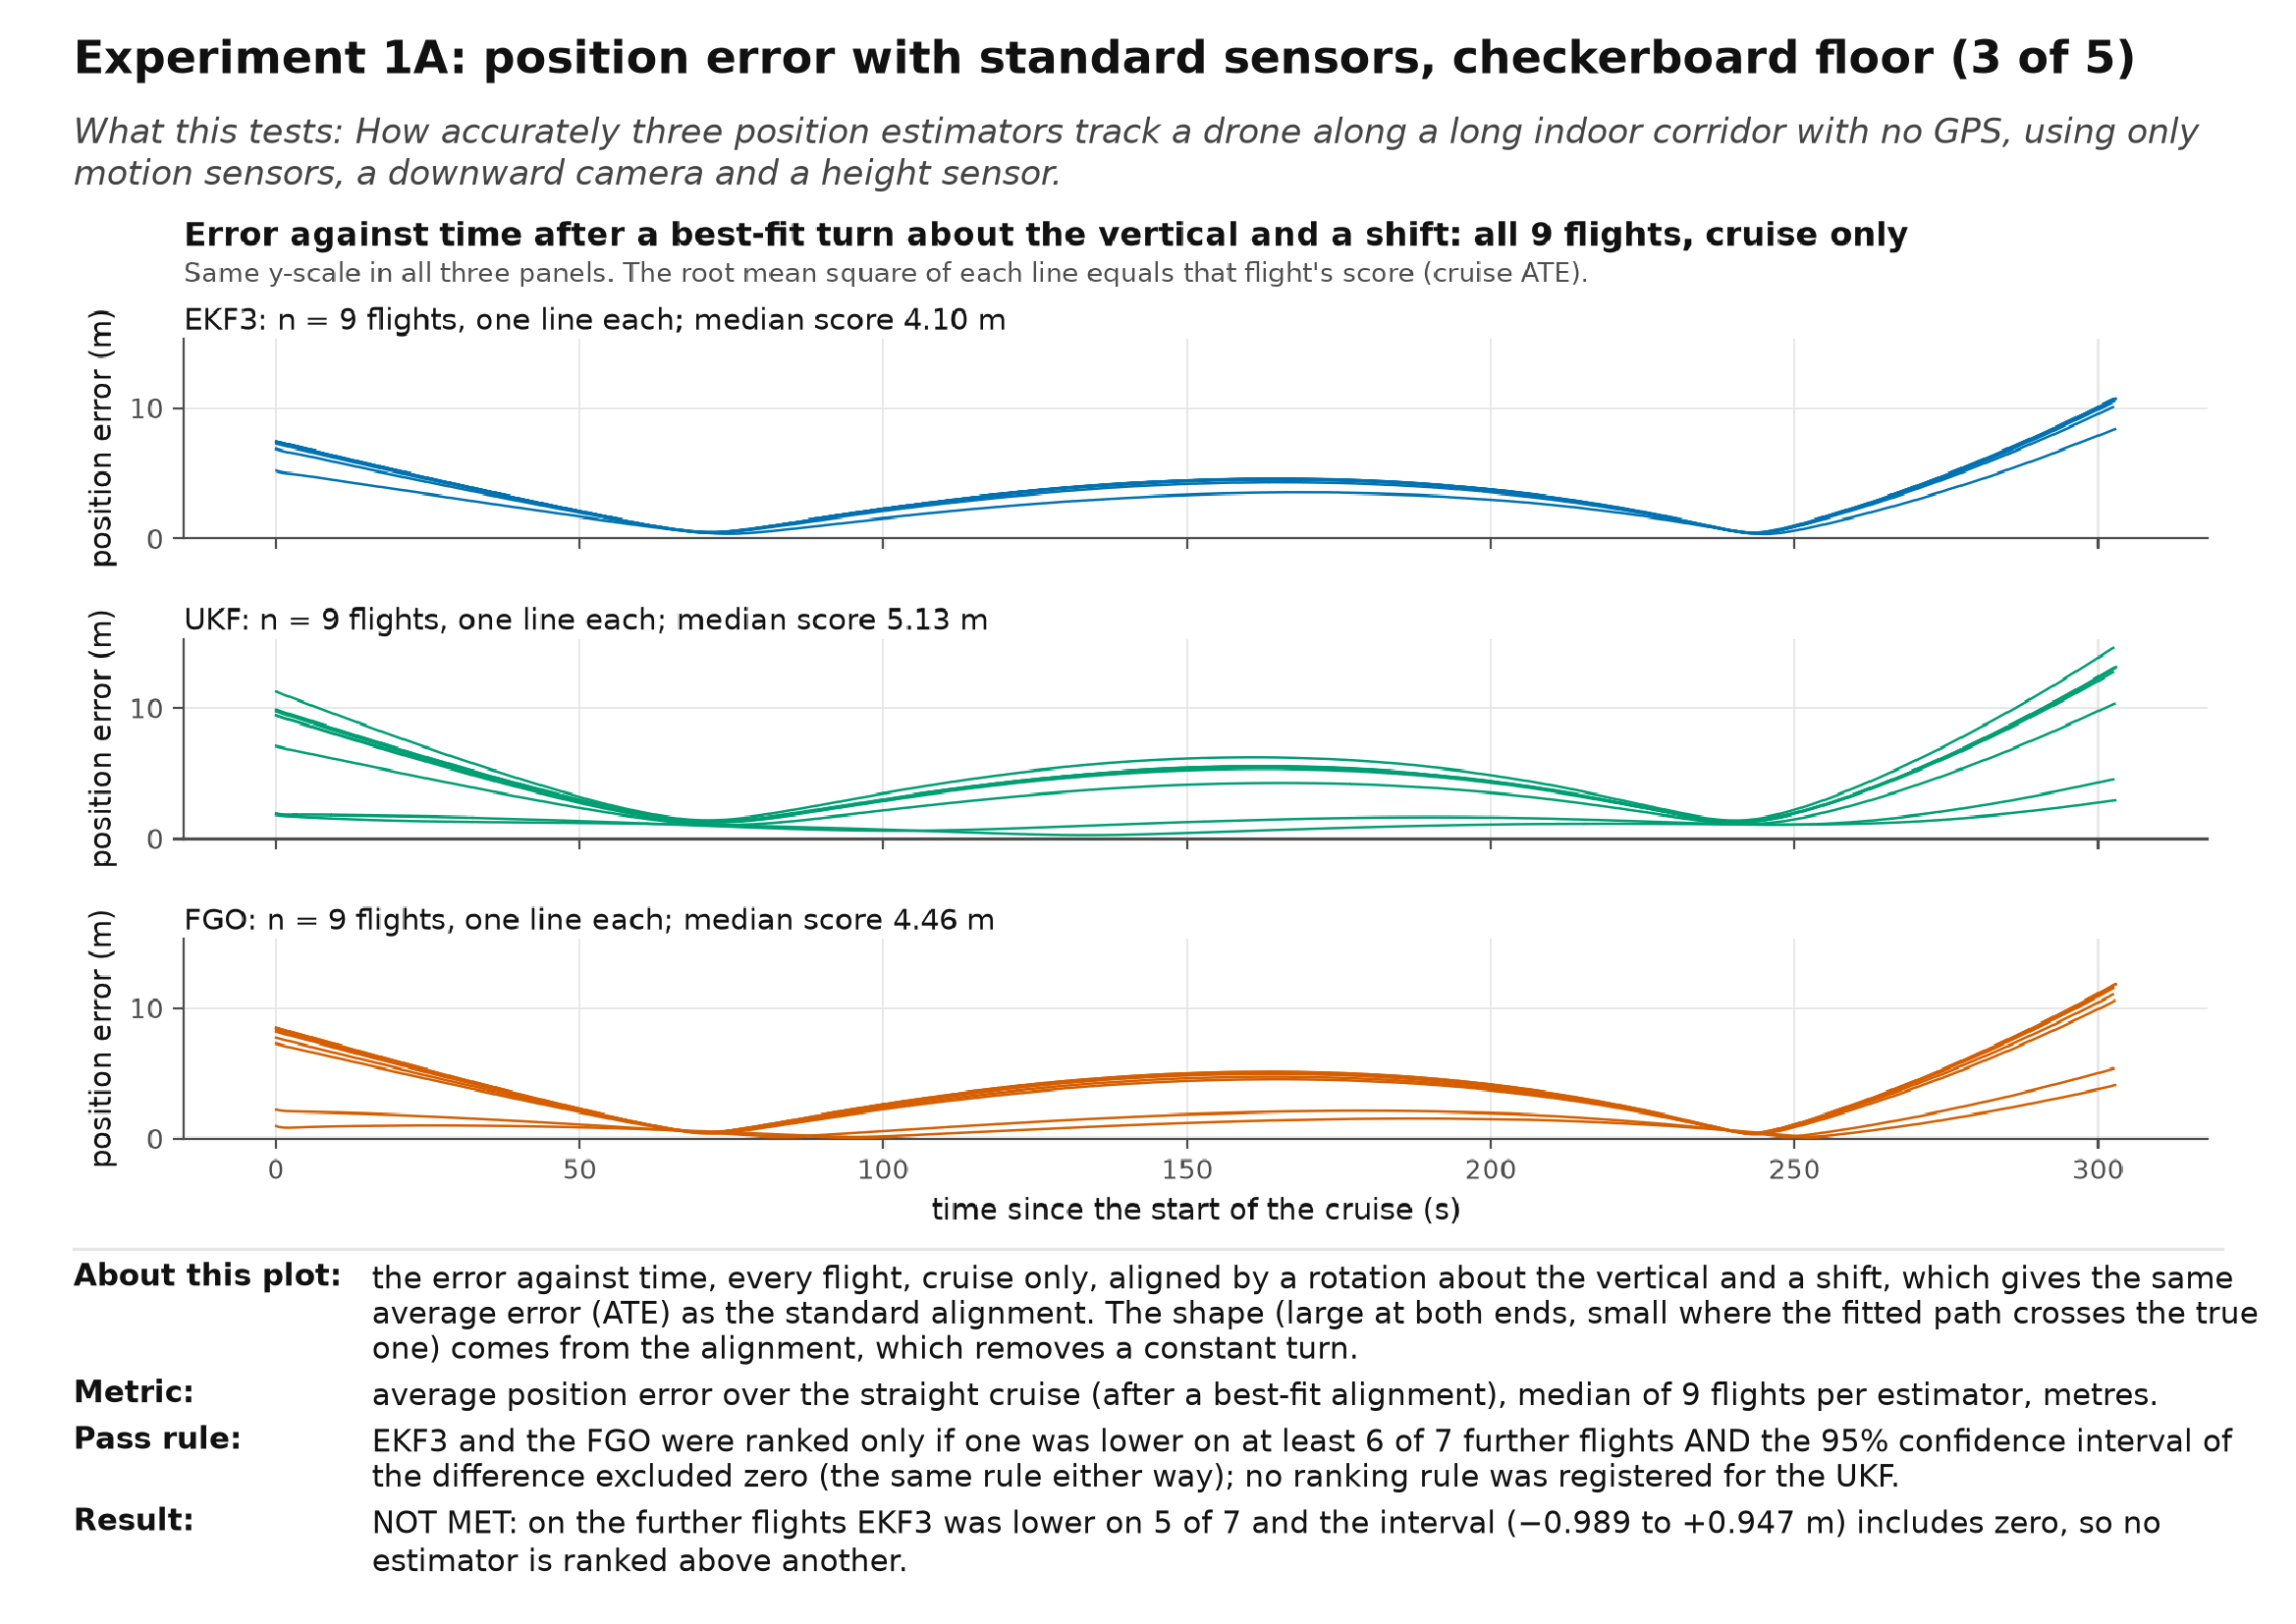 Experiment 1A: position error with standard sensors, checkerboard floor (3 of 5)
What this tests: How accurately three position estimators track a drone along a long indoor corridor with no GPS, using only
motion sensors, a downward camera and a height sensor.
Error against time after a best-fit turn about the vertical and a shift: all 9 flights, cruise only
Same y-scale in all three panels. The root mean square of each line equals that flight's score (cruise ATE).
EKF3: n = 9 flights, one line each; median score 4.10 m
position error (m)
10
0
UKF: n = 9 flights, one line each; median score 5.13 m
position error (m)
10
0
FGO: n = 9 flights, one line each; median score 4.46 m
position error (m)
10
0
0 50 100 150 200 250 300
time since the start of the cruise (s)
About this plot: the error against time, every flight, cruise only, aligned by a rotation about the vertical and a shift, which gives the same
average error (ATE) as the standard alignment. The shape (large at both ends, small where the fitted path crosses the true
one) comes from the alignment, which removes a constant turn.
Metric: average position error over the straight cruise (after a best-fit alignment), median of 9 flights per estimator, metres.
Pass rule: EKF3 and the FGO were ranked only if one was lower on at least 6 of 7 further flights AND the 95% confidence interval of
the difference excluded zero (the same rule either way); no ranking rule was registered for the UKF.
Result: NOT MET: on the further flights EKF3 was lower on 5 of 7 and the interval (−0.989 to +0.947 m) includes zero, so no
estimator is ranked above another.